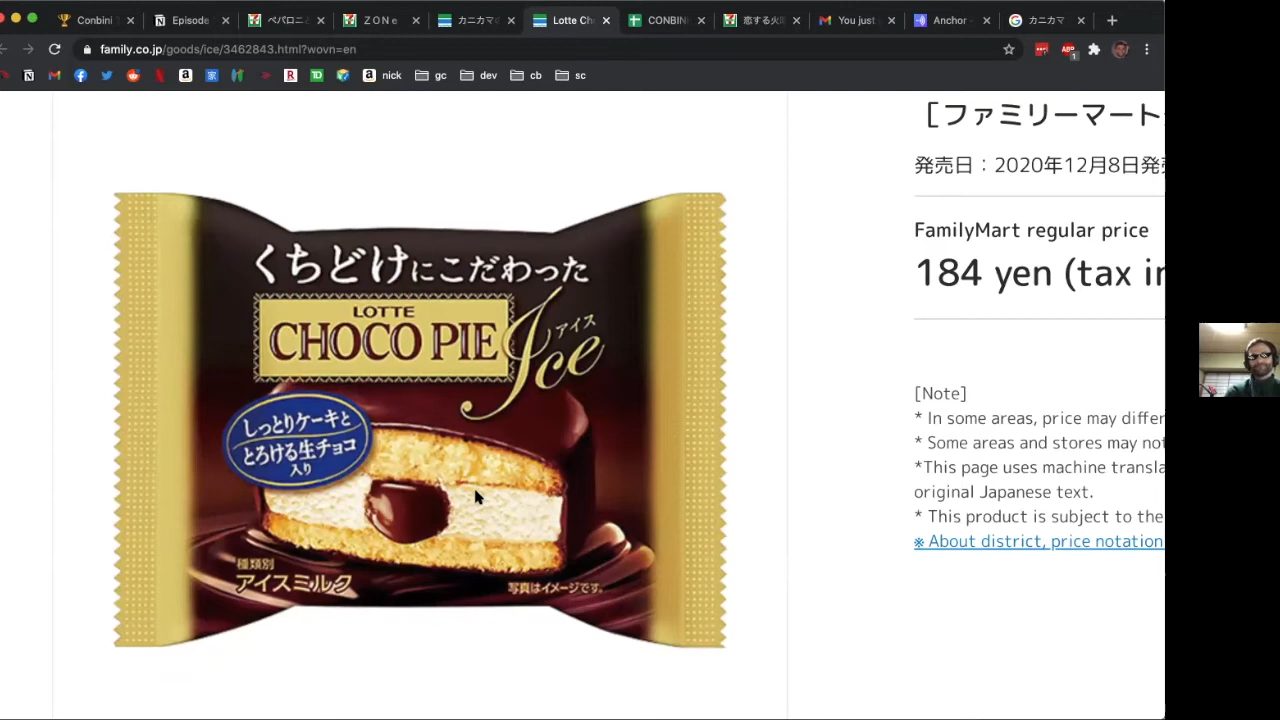 Combini
Episode
ペパロニ
ZONe
カニカマ
Lotte Ch
CONBIN
恋する火
You just
Anchor -
カニカマ
family.co.jp/goods/ice/3462843.html?wovn=en
nick
gc
dev
cb
sc
[ファミリーマート
発売日：2020年12月8日発売
FamilyMart regular price
184 yen (tax in
[Note]
* In some areas, price may differ
* Some areas and stores may not
*This page uses machine transla
original Japanese text.
* This product is subject to the
※ About district, price notation
くちどけにこだわった
LOTTE
CHOCO PIE
アイス
Ice
しっとりケーキと
とろける生チョコ
入り
種類別
アイスミルク
写真はイメージです。